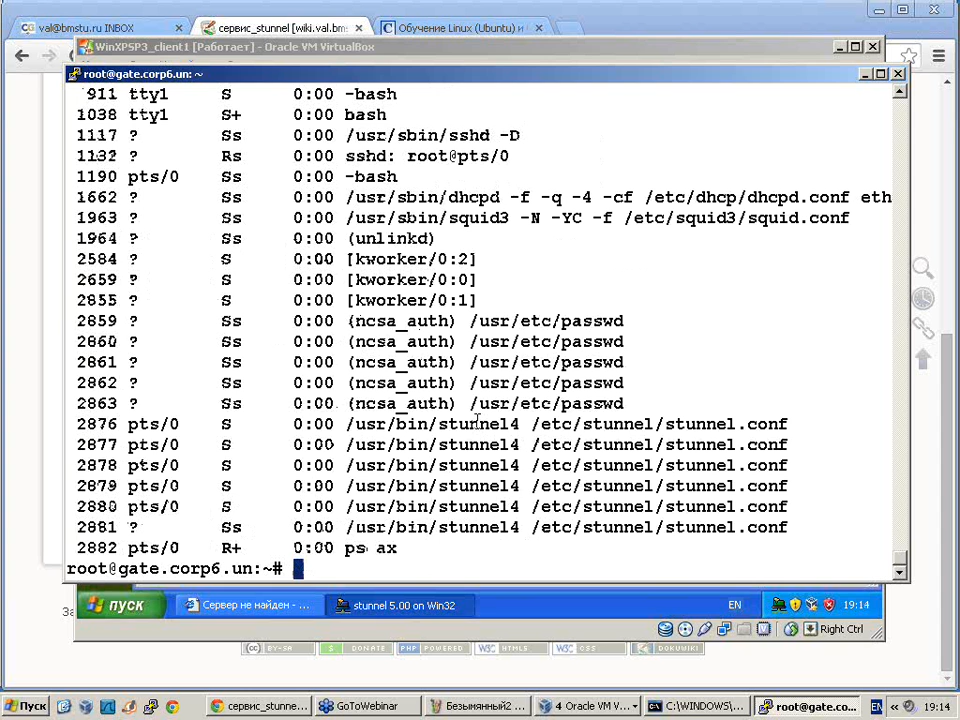 val@bmstu.ru INBOX
сервис_stunnel [wiki.val.bms
Обучение Linux (Ubuntu) и
WinXPSP3_client1 [Работает] - Oracle VM VirtualBox
root@gate.corp6.un: ~
911 tty1 S 0:00 -bash
1038 tty1 S+ 0:00 bash
1117 ? Ss 0:00 /usr/sbin/sshd -D
1132 ? Rs 0:00 sshd: root@pts/0
1190 pts/0 Ss 0:00 -bash
1662 ? Ss 0:00 /usr/sbin/dhcpd -f -q -4 -cf /etc/dhcp/dhcpd.conf eth
1963 ? Ss 0:00 /usr/sbin/squid3 -N -YC -f /etc/squid3/squid.conf
1964 ? Ss 0:00 (unlinkd)
2584 ? S 0:00 [kworker/0:2]
2659 ? S 0:00 [kworker/0:0]
2855 ? S 0:00 [kworker/0:1]
2859 ? Ss 0:00 (ncsa_auth) /usr/etc/passwd
2860 ? Ss 0:00 (ncsa_auth) /usr/etc/passwd
2861 ? Ss 0:00 (ncsa_auth) /usr/etc/passwd
2862 ? Ss 0:00 (ncsa_auth) /usr/etc/passwd
2863 ? Ss 0:00 (ncsa_auth) /usr/etc/passwd
2876 pts/0 S 0:00 /usr/bin/stunnel4 /etc/stunnel/stunnel.conf
2877 pts/0 S 0:00 /usr/bin/stunnel4 /etc/stunnel/stunnel.conf
2878 pts/0 S 0:00 /usr/bin/stunnel4 /etc/stunnel/stunnel.conf
2879 pts/0 S 0:00 /usr/bin/stunnel4 /etc/stunnel/stunnel.conf
2880 pts/0 S 0:00 /usr/bin/stunnel4 /etc/stunnel/stunnel.conf
2881 ? Ss 0:00 /usr/bin/stunnel4 /etc/stunnel/stunnel.conf
2882 pts/0 R+ 0:00 ps ax
root@gate.corp6.un:~#
пуск Сервер не найден - ... stunnel 5.00 on Win32 EN 19:14
Right Ctrl
CC BY-SA $ DONATE PHP POWERED W3C HTML5 W3C CSS DOKUWIKI
Пуск сервис_stunne... GoToWebinar Безымянный2 ... 4 Oracle VM V... C:\WINDOWS\... root@gate.co... EN 19:14